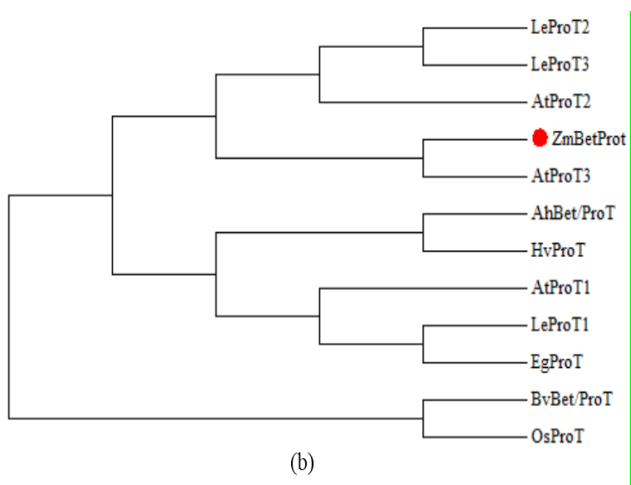 LeProT2
LeProT3
AtProT2
ZmBetProt
AtProT3
AhBet/ProT
HvProT
AtProT1
LeProT1
EgProT
BvBet/ProT
OsProT
(b)